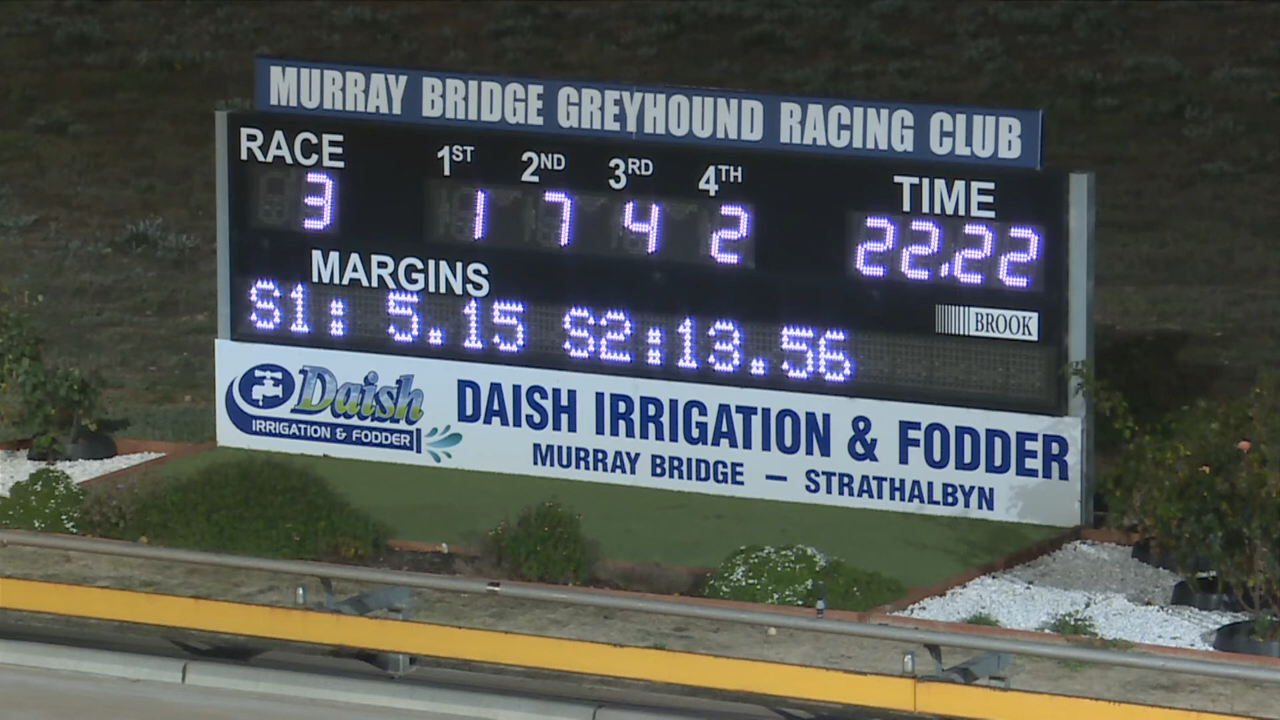 MURRAY BRIDGE GREYHOUND RACING CLUB
RACE 1ST 2ND 3RD 4TH TIME
3 1 7 4 2 22.22
MARGINS
S1: 5.15 S2:13.56
BROOK
Daish
IRRIGATION & FODDER
DAISH IRRIGATION & FODDER
MURRAY BRIDGE – STRATHALBYN